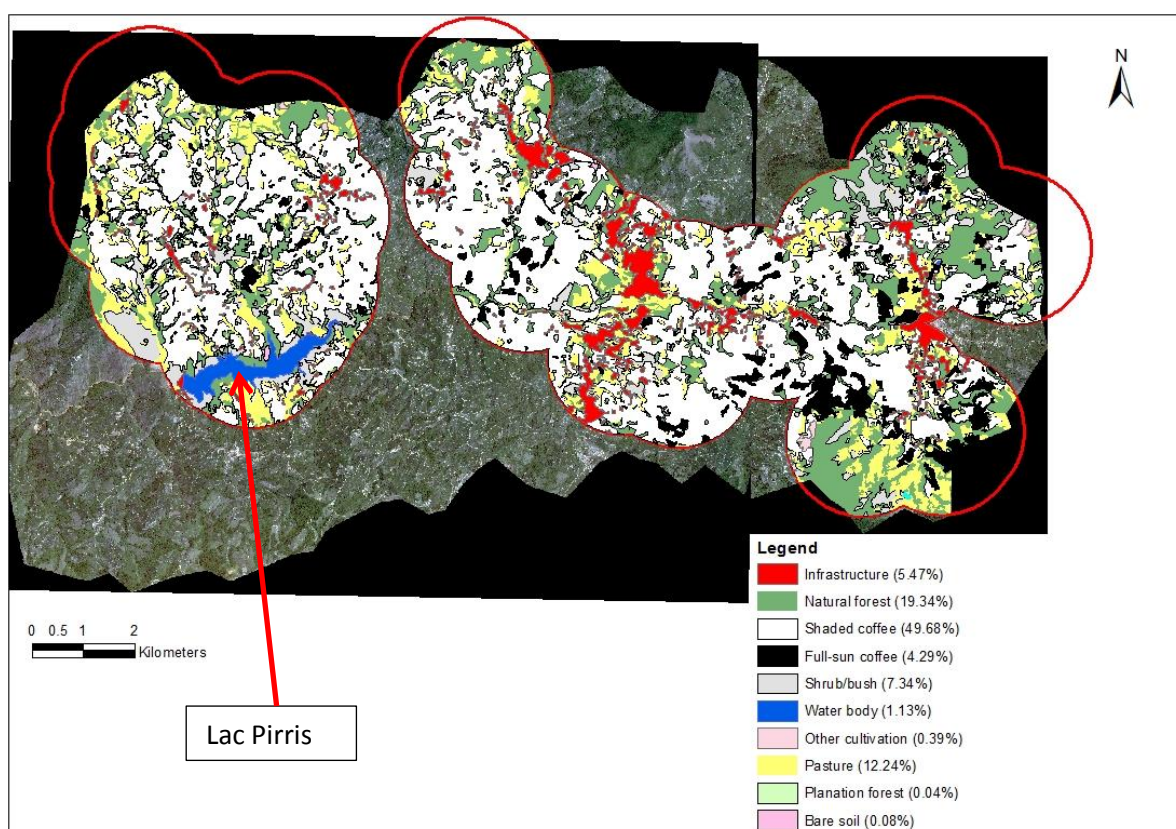 N
0 0.5 1 2
Kilometers
Lac Pirris
Legend
Infrastructure (5.47%)
Natural forest (19.34%)
Shaded coffee (49.68%)
Full-sun coffee (4.29%)
Shrub/bush (7.34%)
Water body (1.13%)
Other cultivation (0.39%)
Pasture (12.24%)
Planation forest (0.04%)
Bare soil (0.08%)